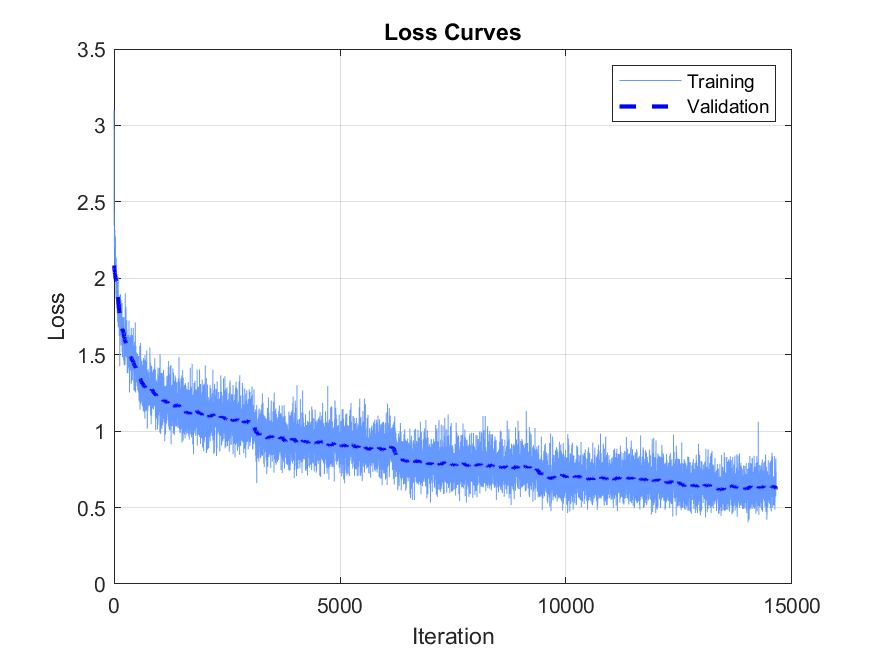 Loss Curves
3.5
3
2.5
2
1.5
1
0.5
0
Loss
Training
Validation
0
5000
10000
15000
Iteration